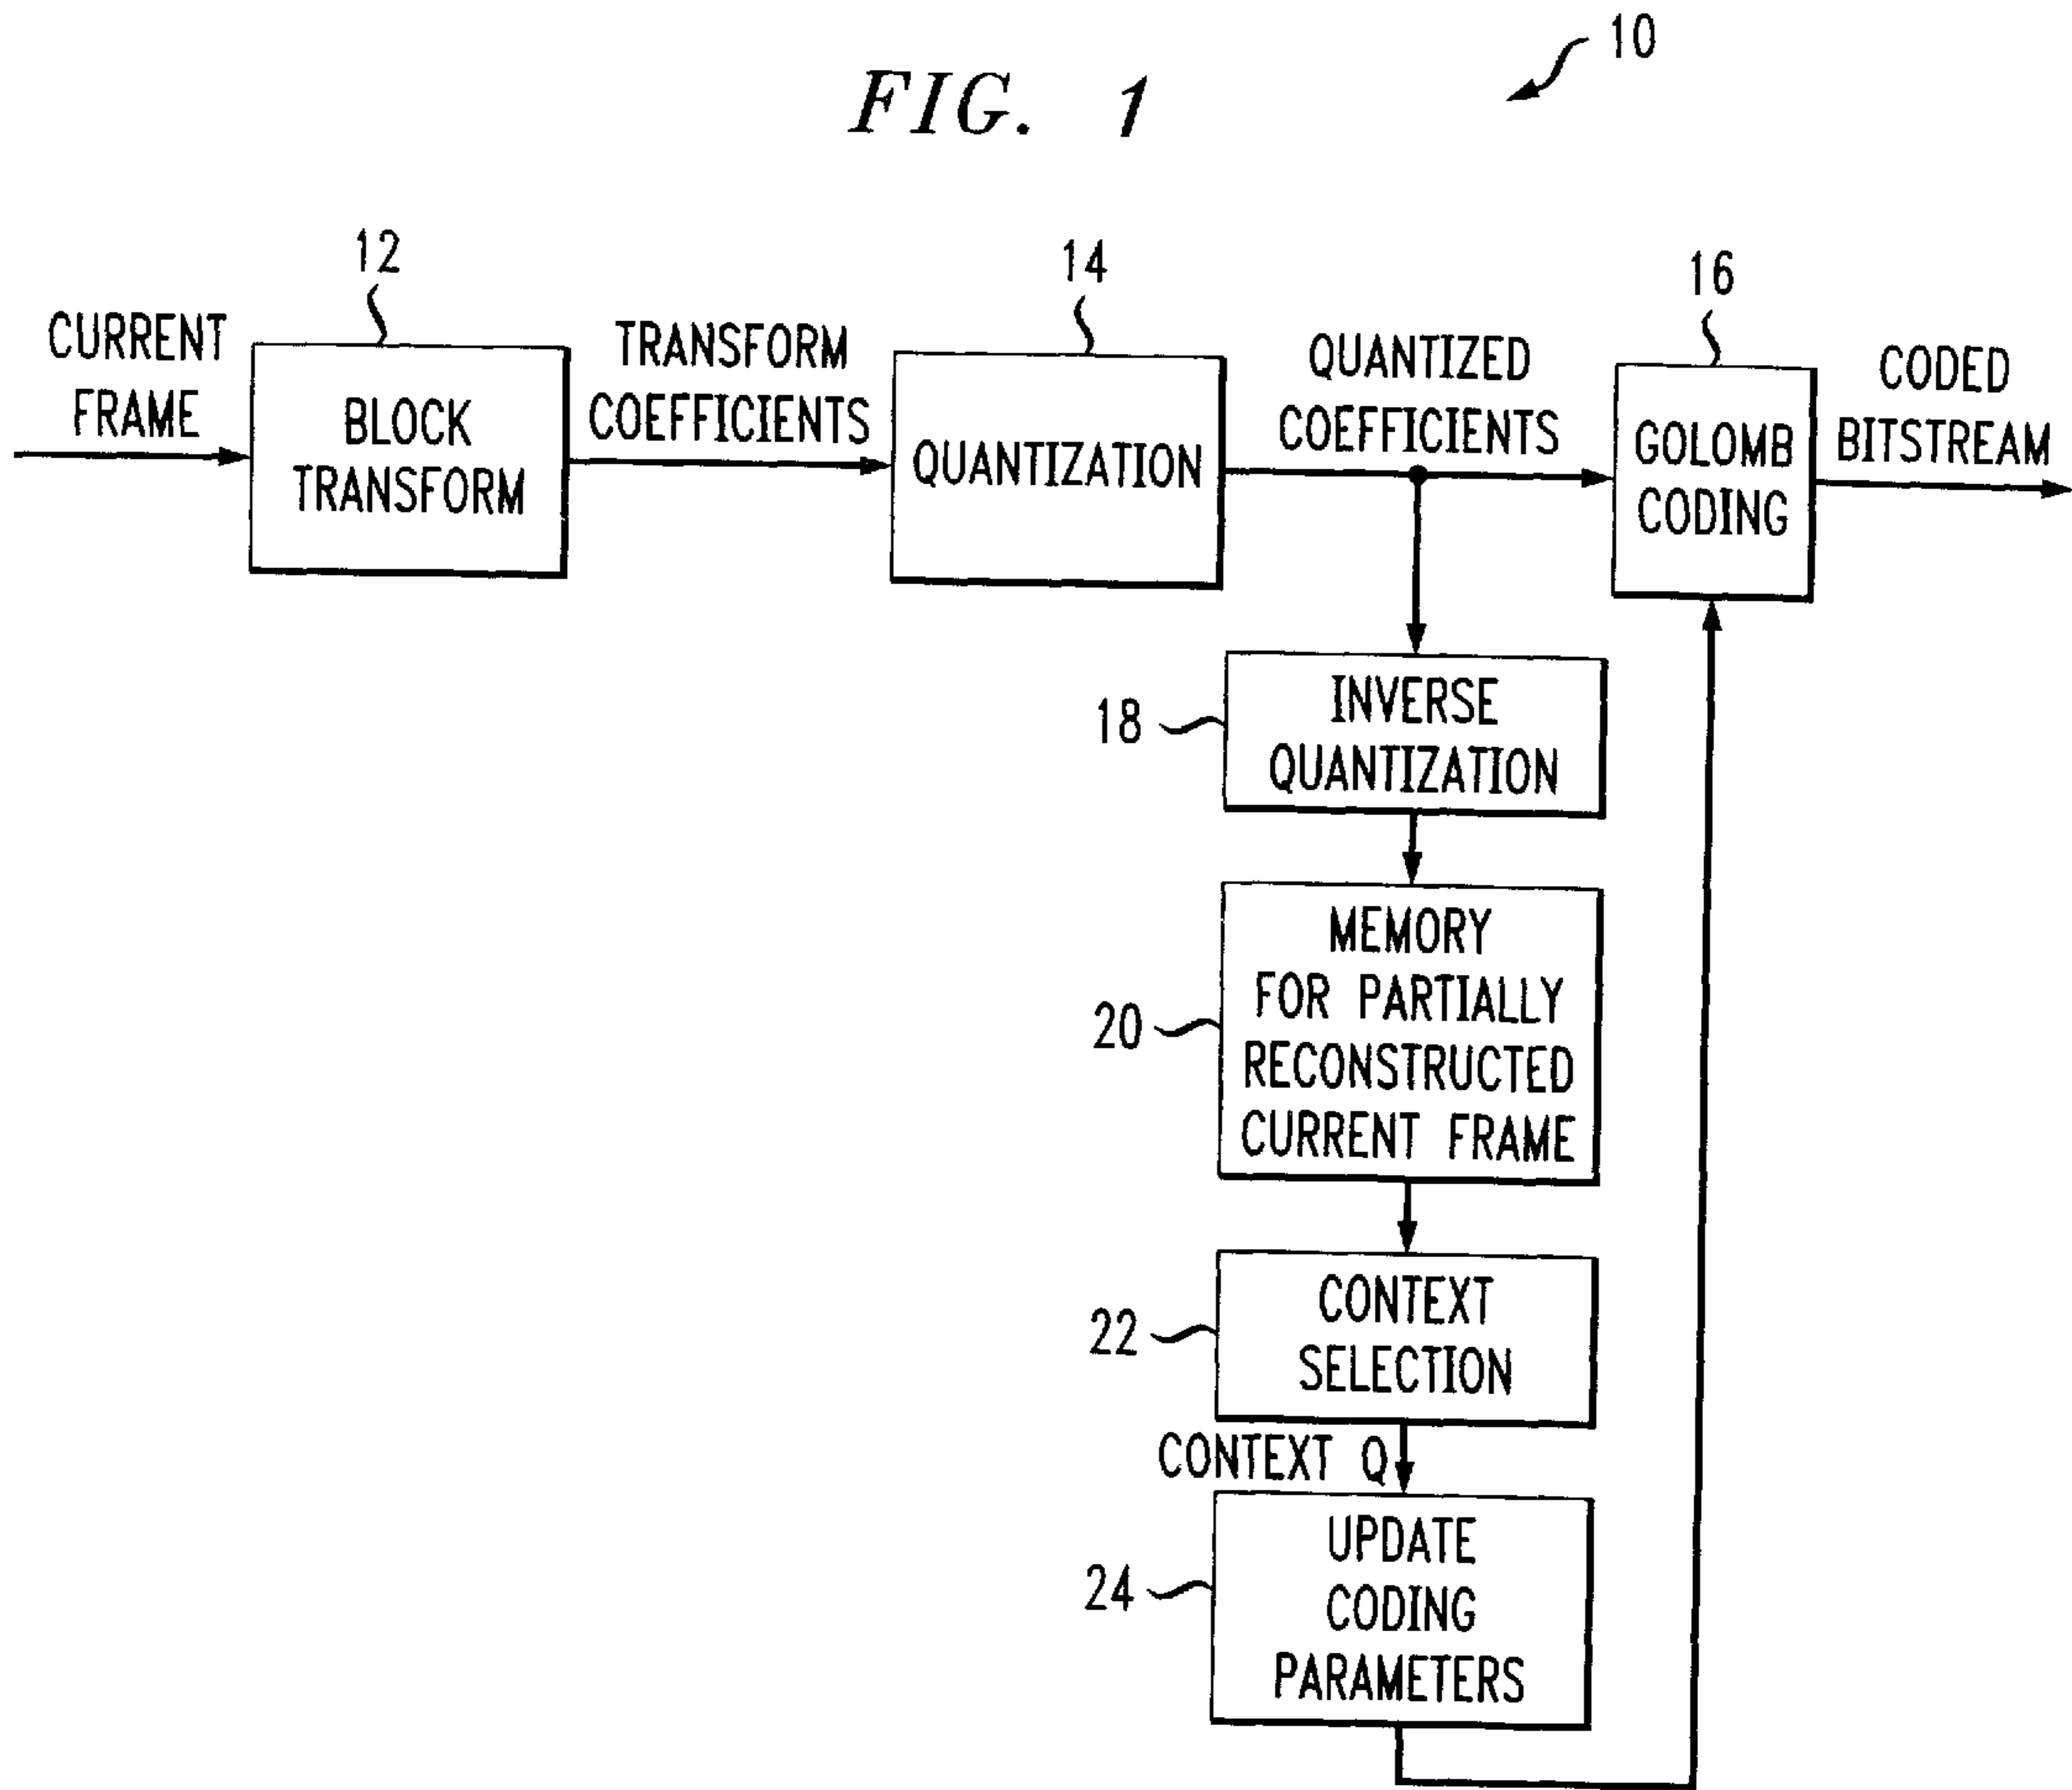 10
FIG. 1
12
14
16
CURRENT
FRAME
BLOCK
TRANSFORM
TRANSFORM
COEFFICIENTS
QUANTIZATION
QUANTIZED
COEFFICIENTS
GOLOMB
CODING
CODED
BITSTREAM
18
INVERSE
QUANTIZATION
20
MEMORY
FOR PARTIALLY
RECONSTRUCTED
CURRENT FRAME
22
CONTEXT
SELECTION
CONTEXT Q
24
UPDATE
CODING
PARAMETERS